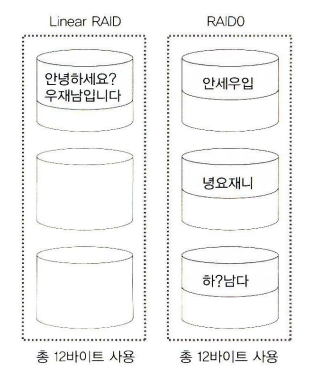 Linear RAID
안녕하세요?
우재남입니다
총 12바이트 사용
RAID0
안세우입
녕요재니
하?남다
총 12바이트 사용